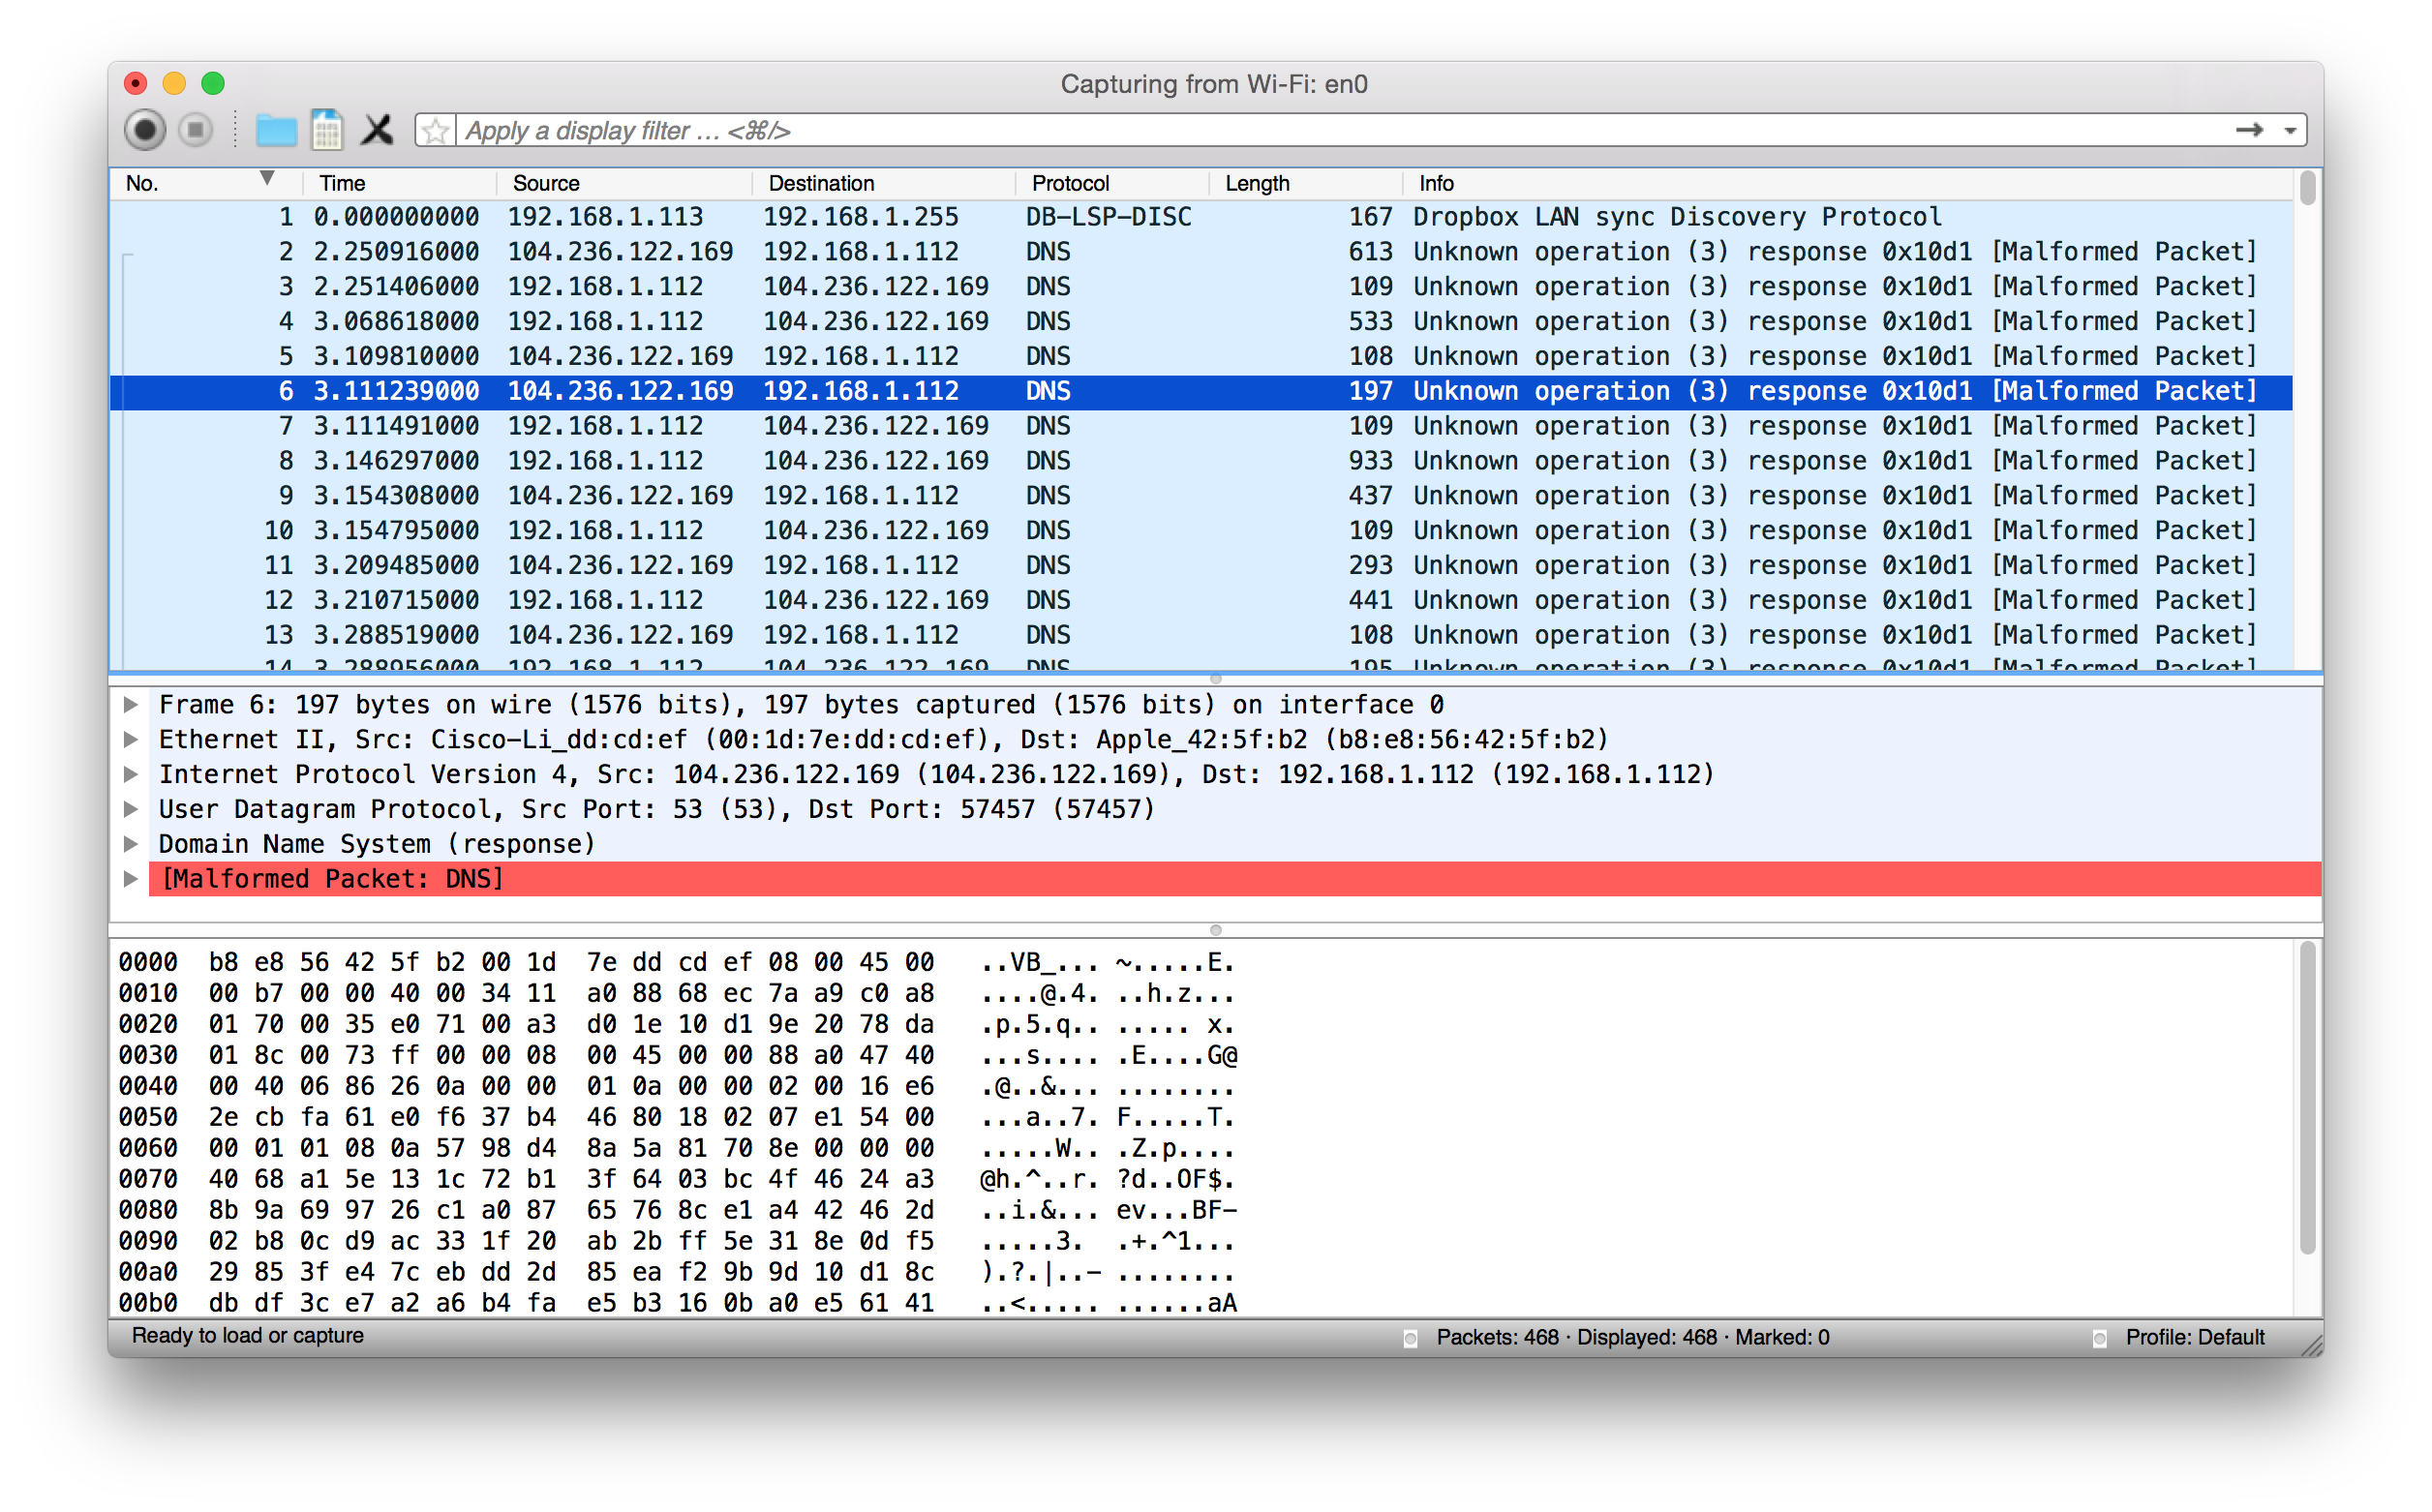 Capturing from Wi-Fi: en0
Apply a display filter … <⌘/>
No. Time Source Destination Protocol Length Info
1 0.000000000 192.168.1.113 192.168.1.255 DB-LSP-DISC 167 Dropbox LAN sync Discovery Protocol
2 2.250916000 104.236.122.169 192.168.1.112 DNS 613 Unknown operation (3) response 0x10d1 [Malformed Packet]
3 2.251406000 192.168.1.112 104.236.122.169 DNS 109 Unknown operation (3) response 0x10d1 [Malformed Packet]
4 3.068618000 192.168.1.112 104.236.122.169 DNS 533 Unknown operation (3) response 0x10d1 [Malformed Packet]
5 3.109810000 104.236.122.169 192.168.1.112 DNS 108 Unknown operation (3) response 0x10d1 [Malformed Packet]
6 3.111239000 104.236.122.169 192.168.1.112 DNS 197 Unknown operation (3) response 0x10d1 [Malformed Packet]
7 3.111491000 192.168.1.112 104.236.122.169 DNS 109 Unknown operation (3) response 0x10d1 [Malformed Packet]
8 3.146297000 192.168.1.112 104.236.122.169 DNS 933 Unknown operation (3) response 0x10d1 [Malformed Packet]
9 3.154308000 104.236.122.169 192.168.1.112 DNS 437 Unknown operation (3) response 0x10d1 [Malformed Packet]
10 3.154795000 192.168.1.112 104.236.122.169 DNS 109 Unknown operation (3) response 0x10d1 [Malformed Packet]
11 3.209485000 104.236.122.169 192.168.1.112 DNS 293 Unknown operation (3) response 0x10d1 [Malformed Packet]
12 3.210715000 192.168.1.112 104.236.122.169 DNS 441 Unknown operation (3) response 0x10d1 [Malformed Packet]
13 3.288519000 104.236.122.169 192.168.1.112 DNS 108 Unknown operation (3) response 0x10d1 [Malformed Packet]
14 3.288956000 192.168.1.112 104.236.122.169 DNS 195 Unknown operation (3) response 0x10d1 [Malformed Packet]
Frame 6: 197 bytes on wire (1576 bits), 197 bytes captured (1576 bits) on interface 0
Ethernet II, Src: Cisco-Li_dd:cd:ef (00:1d:7e:dd:cd:ef), Dst: Apple_42:5f:b2 (b8:e8:56:42:5f:b2)
Internet Protocol Version 4, Src: 104.236.122.169 (104.236.122.169), Dst: 192.168.1.112 (192.168.1.112)
User Datagram Protocol, Src Port: 53 (53), Dst Port: 57457 (57457)
Domain Name System (response)
[Malformed Packet: DNS]
0000 b8 e8 56 42 5f b2 00 1d 7e dd cd ef 08 00 45 00 ..VB_... ~.....E.
0010 00 b7 00 00 40 00 34 11 a0 88 68 ec 7a a9 c0 a8 ....@.4. ..h.z...
0020 01 70 00 35 e0 71 00 a3 d0 1e 10 d1 9e 20 78 da .p.5.q.. ..... x.
0030 01 8c 00 73 ff 00 00 08 00 45 00 00 88 a0 47 40 ...s.... .E....G@
0040 00 40 06 86 26 0a 00 00 01 0a 00 00 02 00 16 e6 .@..&... ........
0050 2e cb fa 61 e0 f6 37 b4 46 80 18 02 07 e1 54 00 ...a..7. F.....T.
0060 00 01 01 08 0a 57 98 d4 8a 5a 81 70 8e 00 00 00 .....W.. .Z.p....
0070 40 68 a1 5e 13 1c 72 b1 3f 64 03 bc 4f 46 24 a3 @h.^..r. ?d..OF$.
0080 8b 9a 69 97 26 c1 a0 87 65 76 8c e1 a4 42 46 2d ..i.&... ev...BF-
0090 02 b8 0c d9 ac 33 1f 20 ab 2b ff 5e 31 8e 0d f5 .....3. .+.^1...
00a0 29 85 3f e4 7c eb dd 2d 85 ea f2 9b 9d 10 d1 8c ).?.|..- ........
00b0 db df 3c e7 a2 a6 b4 fa e5 b3 16 0b a0 e5 61 41 ..<..... ......aA
Ready to load or capture
Packets: 468 · Displayed: 468 · Marked: 0
Profile: Default